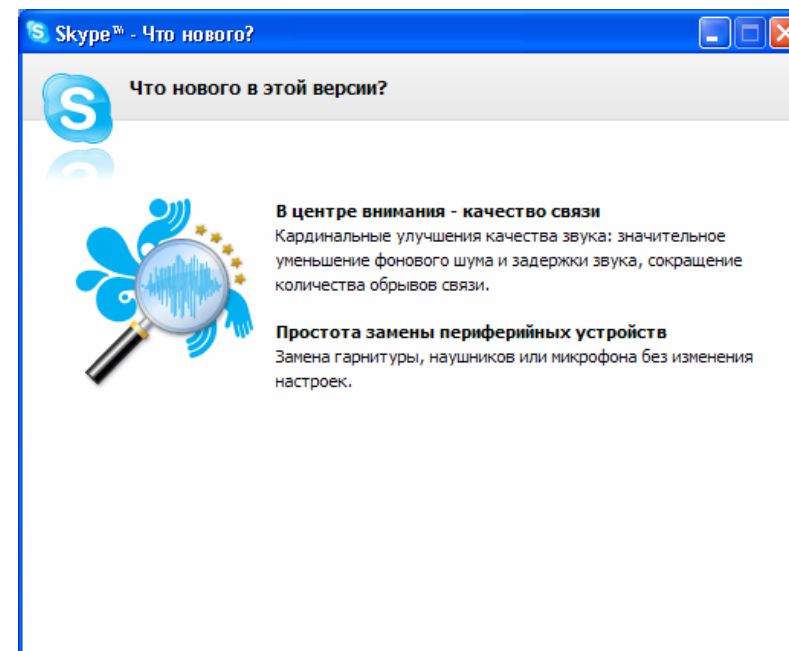 Skype™ - Что нового?
Что нового в этой версии?
В центре внимания - качество связи
Кардинальные улучшения качества звука: значительное
уменьшение фонового шума и задержки звука, сокращение
количества обрывов связи.
Простота замены периферийных устройств
Замена гарнитуры, наушников или микрофона без изменения
настроек.